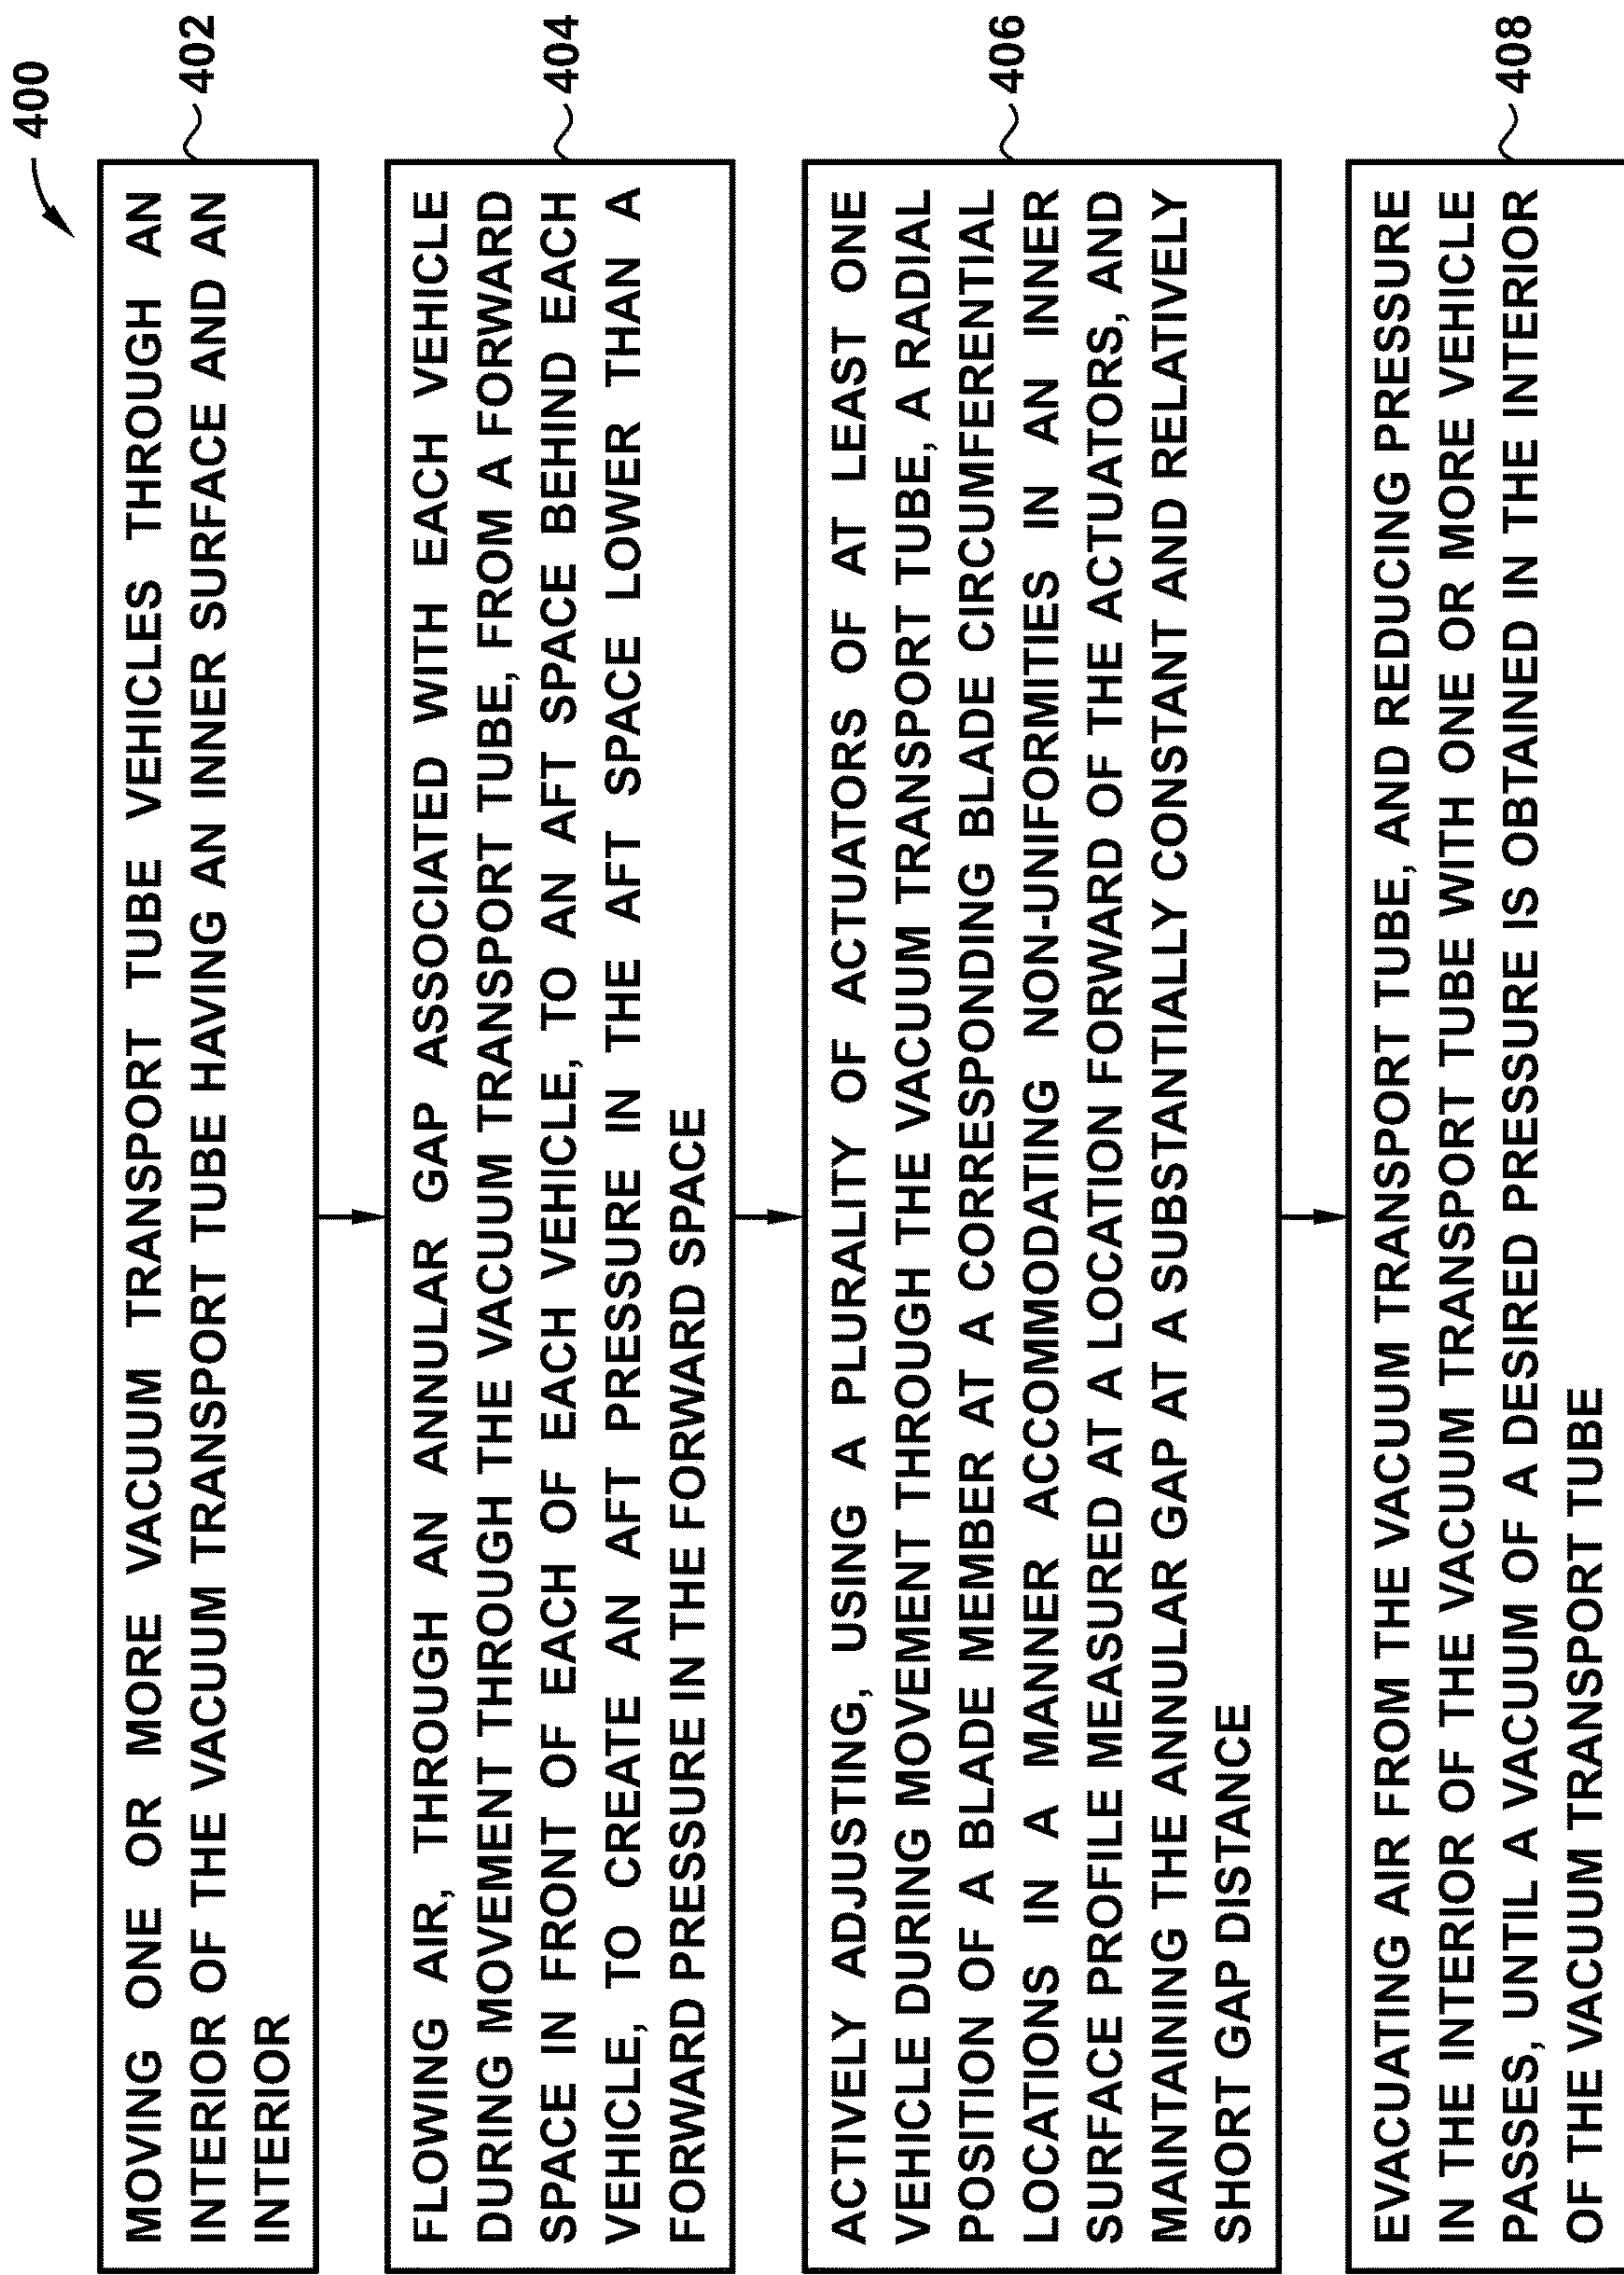 400
MOVING ONE OR MORE VACUUM TRANSPORT TUBE VEHICLES THROUGH AN
INTERIOR OF THE VACUUM TRANSPORT TUBE HAVING AN INNER SURFACE AND AN
INTERIOR
402
FLOWING AIR, THROUGH AN ANNULAR GAP ASSOCIATED WITH EACH VEHICLE
DURING MOVEMENT THROUGH THE VACUUM TRANSPORT TUBE, FROM A FORWARD
SPACE IN FRONT OF EACH OF EACH VEHICLE, TO AN AFT SPACE BEHIND EACH
VEHICLE, TO CREATE AN AFT PRESSURE IN THE AFT SPACE LOWER THAN A
FORWARD PRESSURE IN THE FORWARD SPACE
404
ACTIVELY ADJUSTING, USING A PLURALITY OF ACTUATORS OF AT LEAST ONE
VEHICLE DURING MOVEMENT THROUGH THE VACUUM TRANSPORT TUBE, A RADIAL
POSITION OF A BLADE MEMBER AT A CORRESPONDING BLADE CIRCUMFERENTIAL
LOCATIONS IN A MANNER ACCOMMODATING NON-UNIFORMITIES IN AN INNER
SURFACE PROFILE MEASURED AT A LOCATION FORWARD OF THE ACTUATORS, AND
MAINTAINING THE ANNULAR GAP AT A SUBSTANTIALLY CONSTANT AND RELATIVELY
SHORT GAP DISTANCE
406
EVACUATING AIR FROM THE VACUUM TRANSPORT TUBE, AND REDUCING PRESSURE
IN THE INTERIOR OF THE VACUUM TRANSPORT TUBE WITH ONE OR MORE VEHICLE
PASSES, UNTIL A VACUUM OF A DESIRED PRESSURE IS OBTAINED IN THE INTERIOR
OF THE VACUUM TRANSPORT TUBE
408